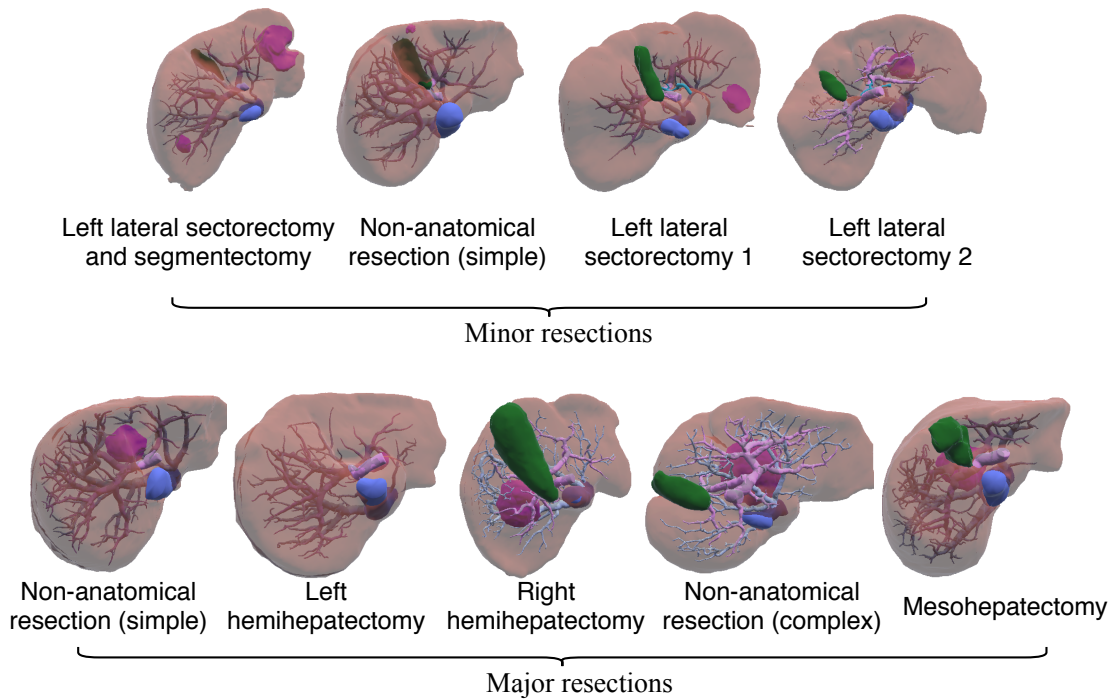 Left lateral sectorectomy
and segmentectomy
Non-anatomical
resection (simple)
Left lateral
sectorectomy 1
Left lateral
sectorectomy 2
Minor resections
Non-anatomical
resection (simple)
Left
hemihepatectomy
Right
hemihepatectomy
Non-anatomical
resection (complex)
Mesohepatectomy
Major resections